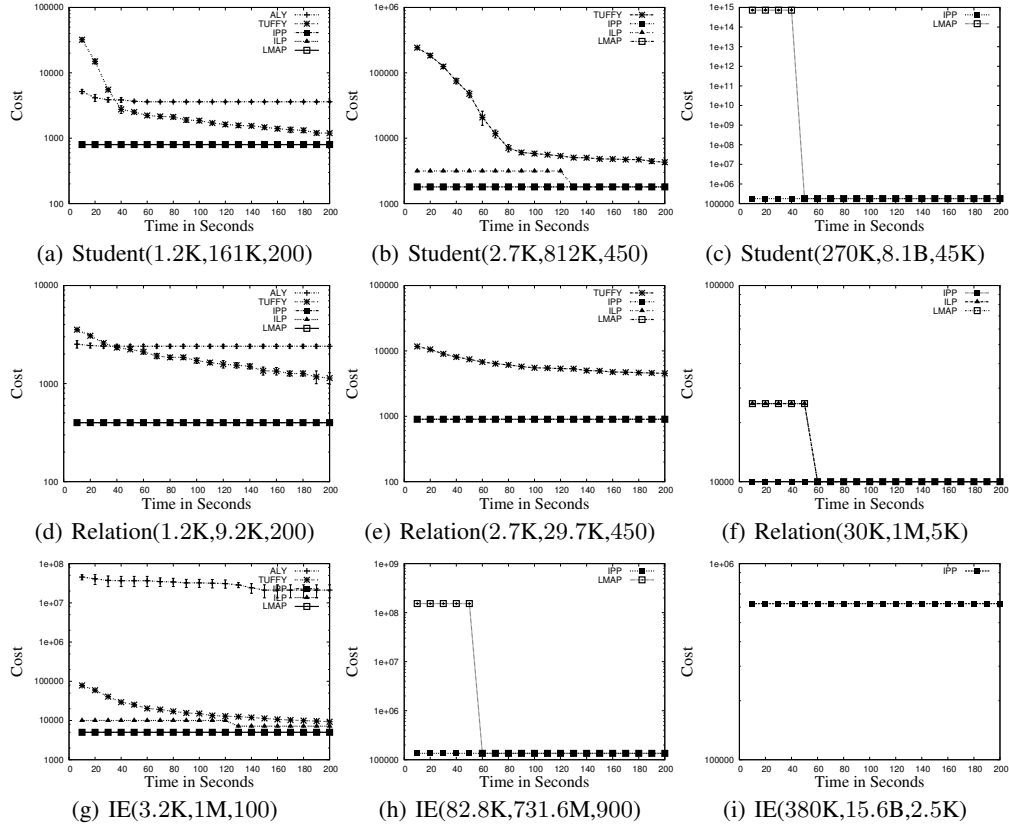 100000
10000
1000
100
Cost
ALY
TUFFY
IPP
ILP
LMAP
0 20 40 60 80 100 120 140 160 180 200
Time in Seconds
(a) Student(1.2K,161K,200)
1e+06
100000
10000
1000
Cost
TUFFY
IPP
ILP
LMAP
0 20 40 60 80 100 120 140 160 180 200
Time in Seconds
(b) Student(2.7K,812K,450)
1e+15
1e+14
1e+13
1e+12
1e+11
1e+10
1e+09
1e+08
1e+07
1e+06
100000
Cost
IPP
LMAP
0 20 40 60 80 100 120 140 160 180 200
Time in Seconds
(c) Student(270K,8.1B,45K)
10000
1000
100
Cost
ALY
TUFFY
IPP
ILP
LMAP
0 20 40 60 80 100 120 140 160 180 200
Time in Seconds
(d) Relation(1.2K,9.2K,200)
100000
10000
1000
100
Cost
TUFFY
IPP
ILP
LMAP
0 20 40 60 80 100 120 140 160 180 200
Time in Seconds
(e) Relation(2.7K,29.7K,450)
100000
10000
Cost
IPP
ILP
LMAP
0 20 40 60 80 100 120 140 160 180 200
Time in Seconds
(f) Relation(30K,1M,5K)
1e+08
1e+07
1e+06
100000
10000
1000
Cost
ALY
TUFFY
IPP
ILP
LMAP
0 20 40 60 80 100 120 140 160 180 200
Time in Seconds
(g) IE(3.2K,1M,100)
1e+09
1e+08
1e+07
1e+06
100000
Cost
IPP
LMAP
0 20 40 60 80 100 120 140 160 180 200
Time in Seconds
(h) IE(82.8K,731.6M,900)
1e+06
100000
Cost
IPP
0 20 40 60 80 100 120 140 160 180 200
Time in Seconds
(i) IE(380K,15.6B,2.5K)